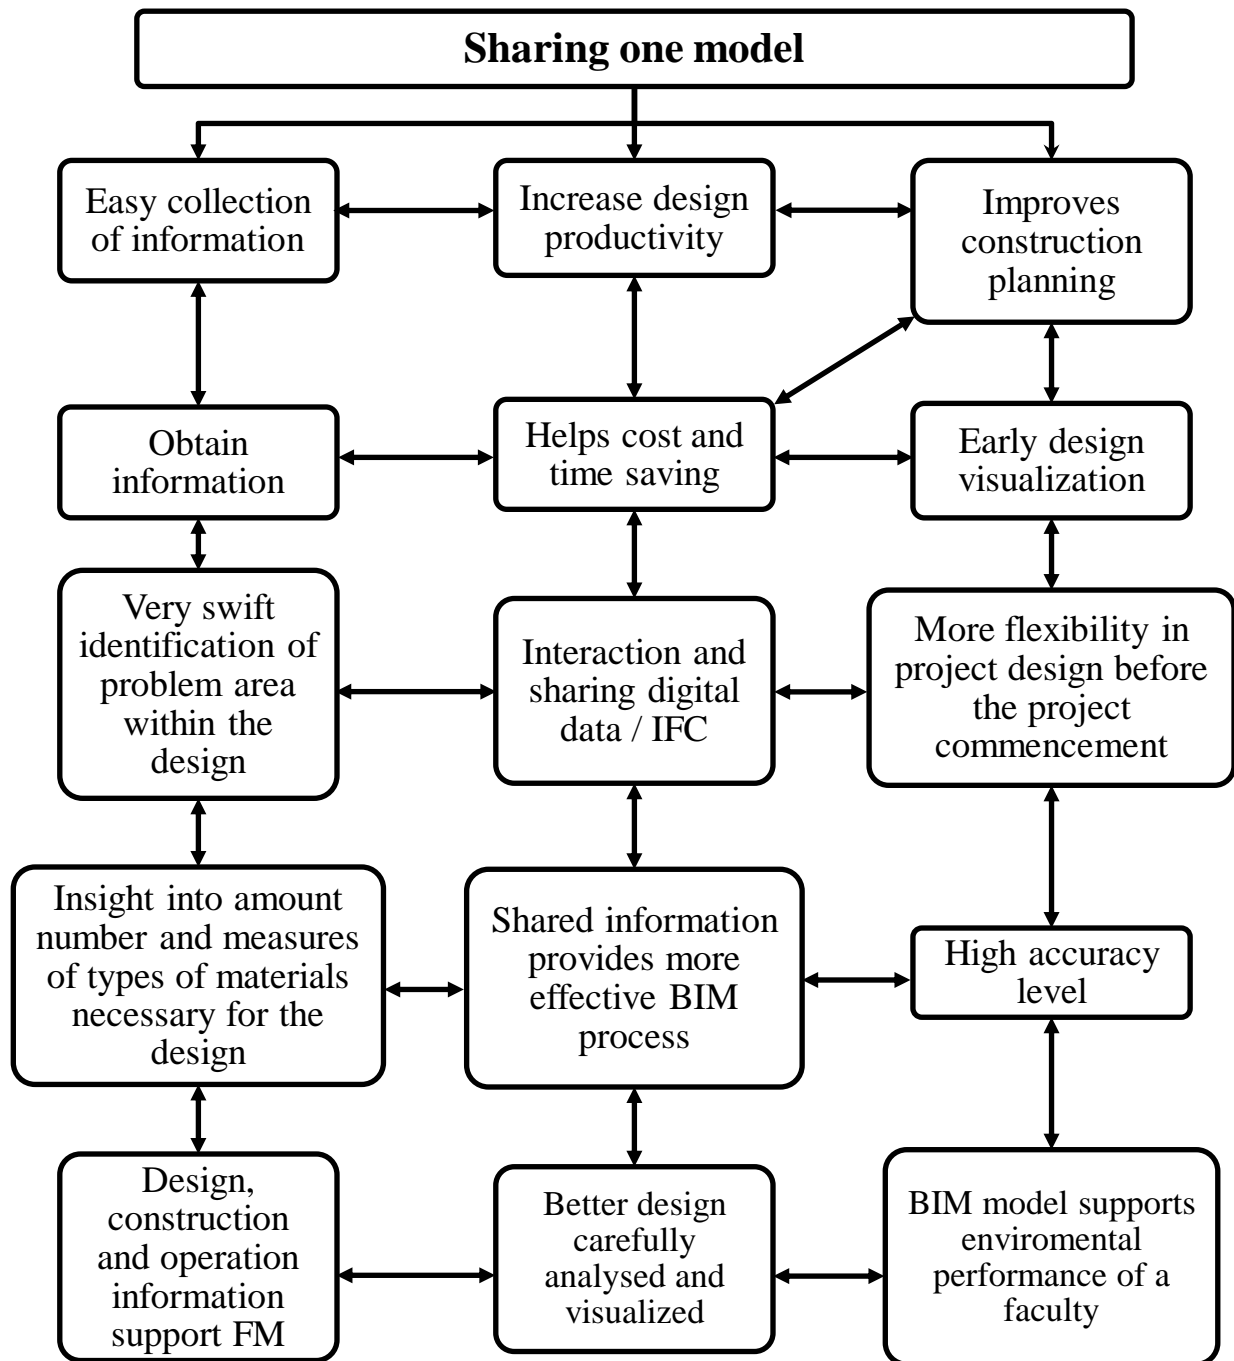 Sharing one model
Easy collection
of information
Increase design
productivity
Improves
construction
planning
Obtain
information
Helps cost and
time saving
Early design
visualization
Very swift
identification of
problem area
within the
design
Interaction and
sharing digital
data / IFC
More flexibility in
project design before
the project
commencement
Insight into amount
number and measures
of types of materials
necessary for the
design
Shared information
provides more
effective BIM
process
High accuracy
level
Design,
construction
and operation
information
support FM
Better design
carefully
analysed and
visualized
BIM model supports
enviromental
performance of a
faculty